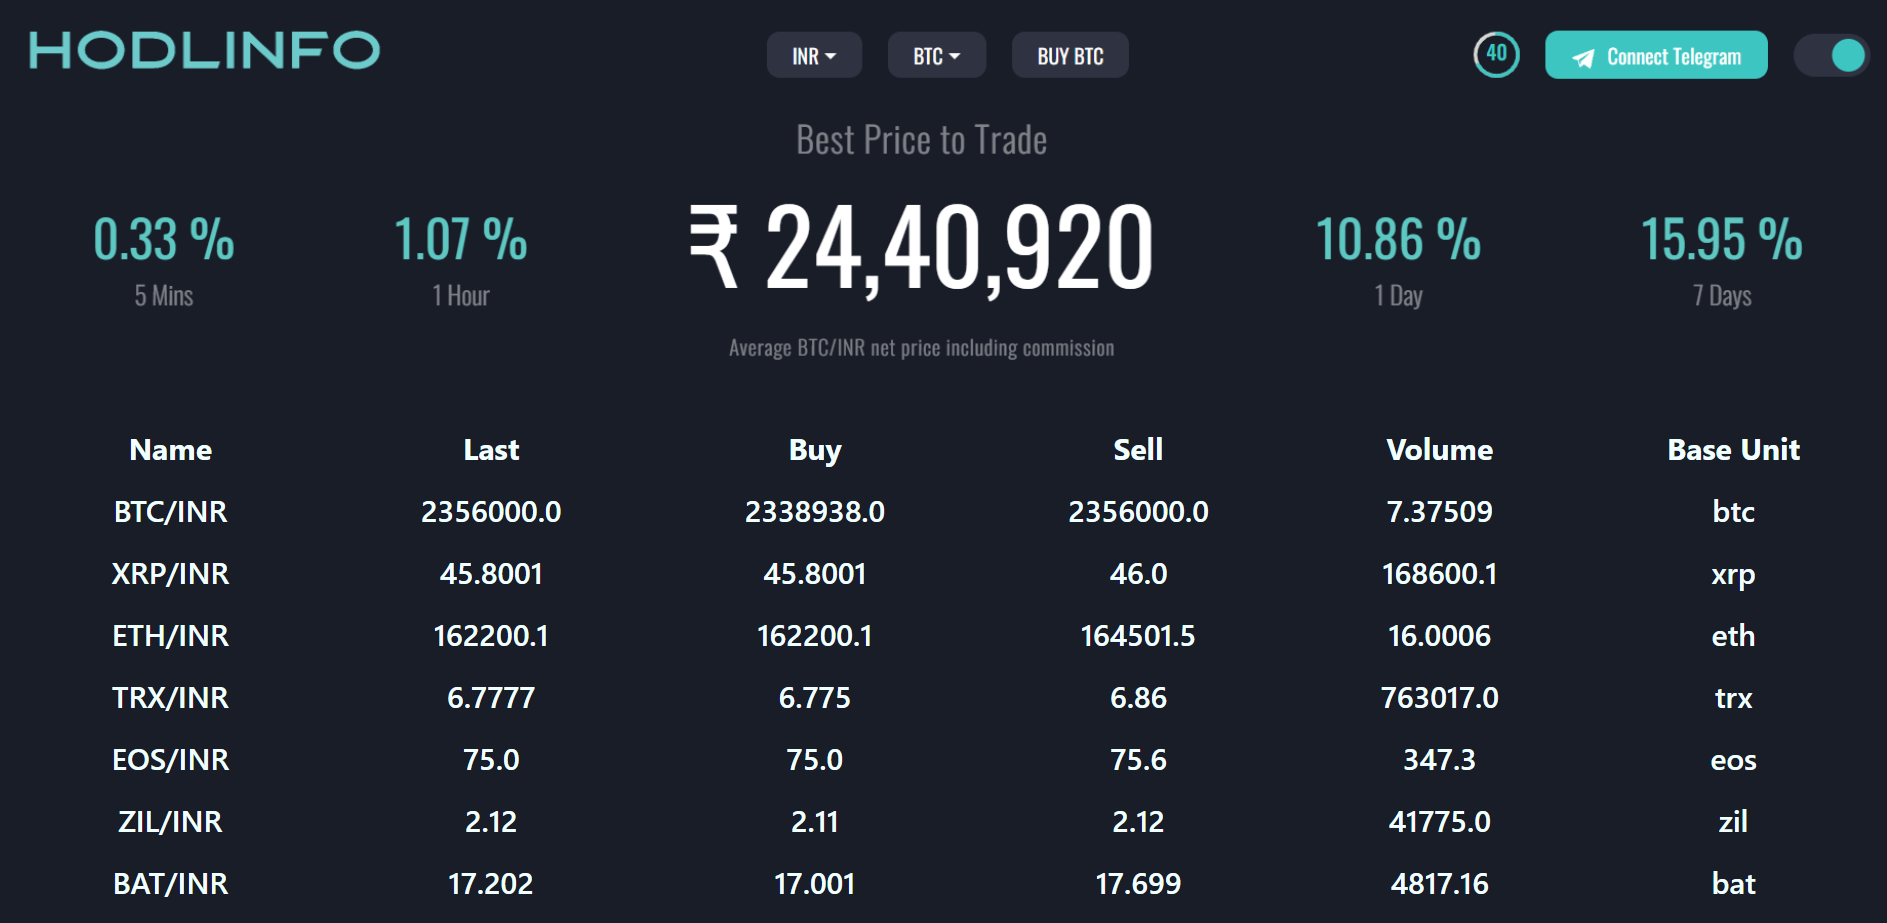 HODLINFO INR BTC BUY BTC 40 Connect Telegram
Best Price to Trade
0.33 % 1.07 % ₹ 24,40,920 10.86 % 15.95 %
5 Mins 1 Hour 1 Day 7 Days
Average BTC/INR net price including commission
Name Last Buy Sell Volume Base Unit
BTC/INR 2356000.0 2338938.0 2356000.0 7.37509 btc
XRP/INR 45.8001 45.8001 46.0 168600.1 xrp
ETH/INR 162200.1 162200.1 164501.5 16.0006 eth
TRX/INR 6.7777 6.775 6.86 763017.0 trx
EOS/INR 75.0 75.0 75.6 347.3 eos
ZIL/INR 2.12 2.11 2.12 41775.0 zil
BAT/INR 17.202 17.001 17.699 4817.16 bat